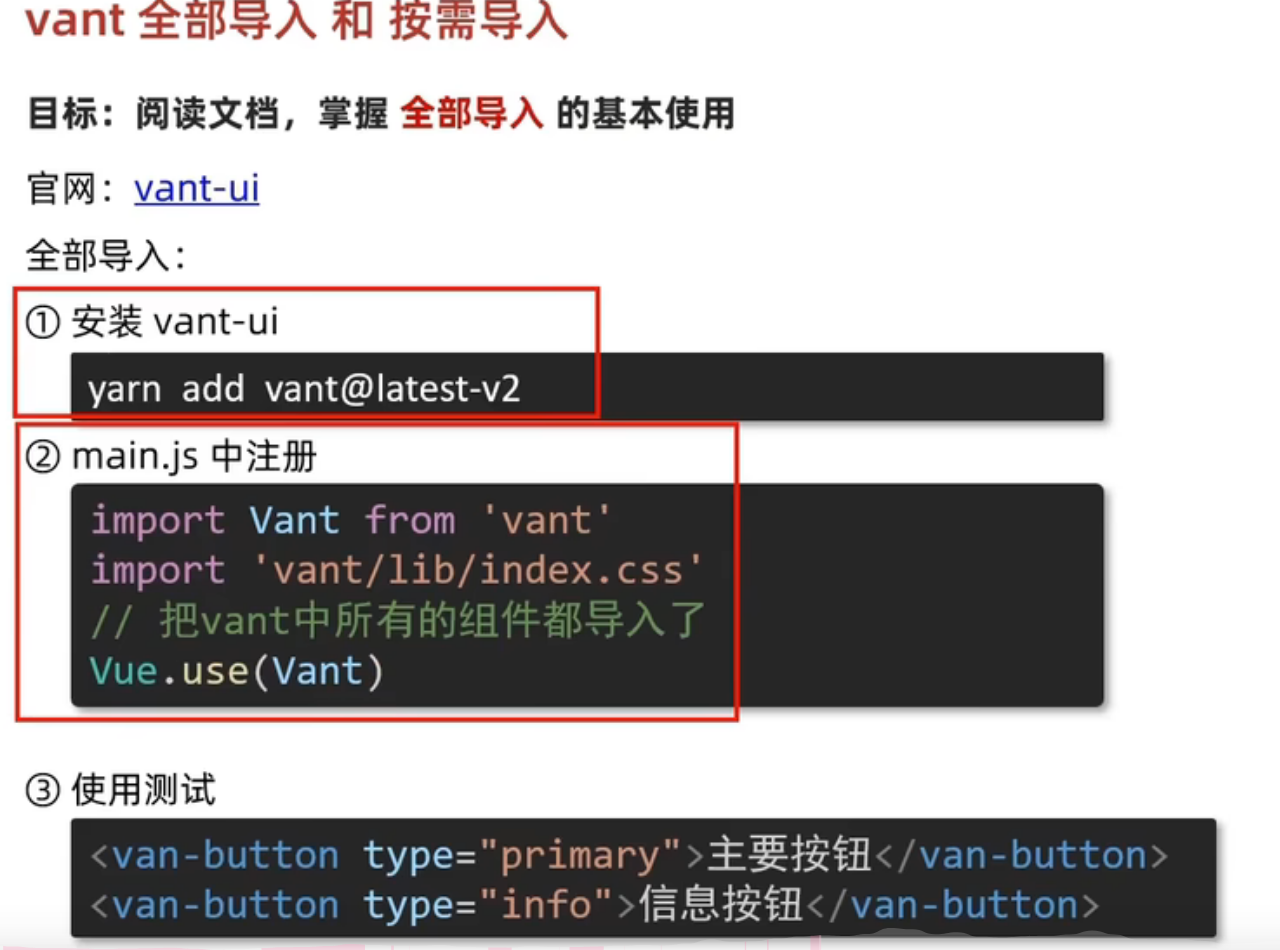 vant 全部导入 和 按需导入
目标：阅读文档，掌握 全部导入 的基本使用
官网：vant-ui
全部导入：
① 安装 vant-ui
yarn add vant@latest-v2
② main.js 中注册
import Vant from 'vant'
import 'vant/lib/index.css'
// 把vant中所有的组件都导入了
Vue.use(Vant)
③ 使用测试
<van-button type="primary">主要按钮</van-button>
<van-button type="info">信息按钮</van-button>